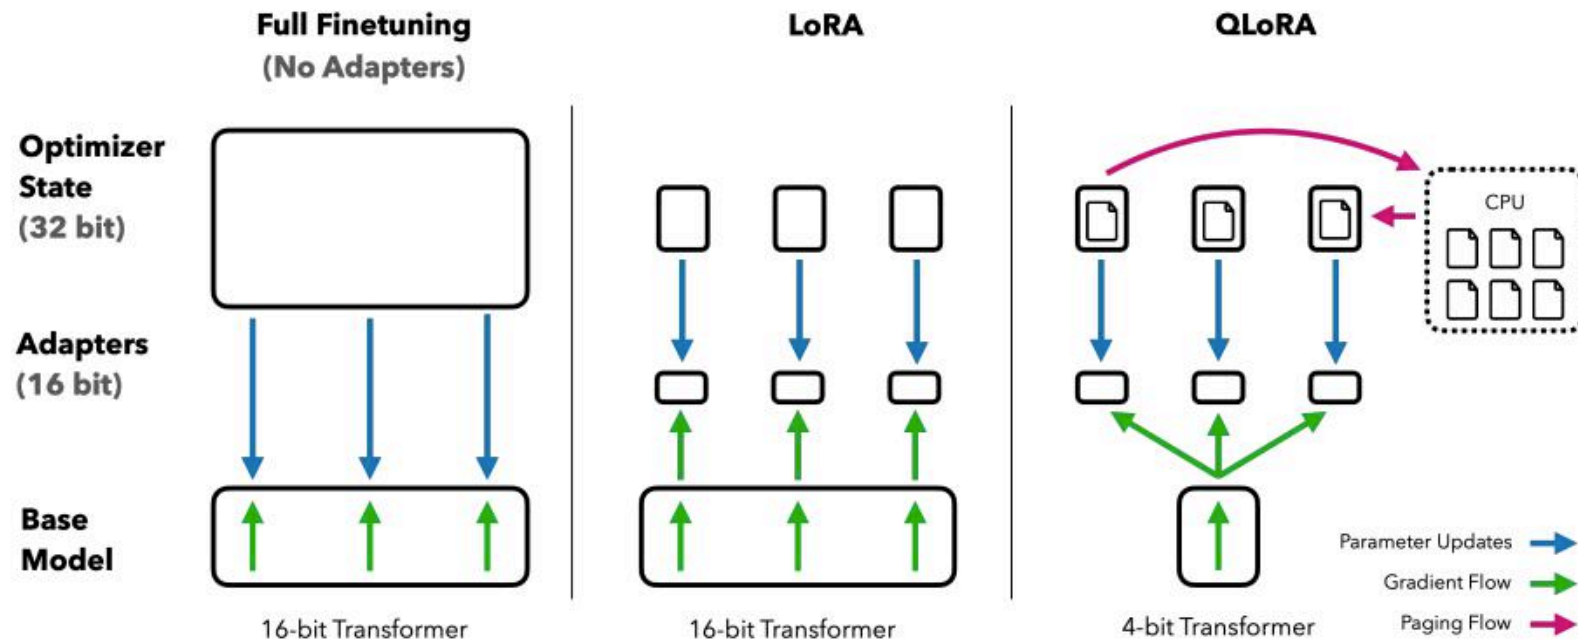 Full Finetuning
(No Adapters)
LoRA
QLoRA
Optimizer
State
(32 bit)
CPU
Adapters
(16 bit)
Base
Model
16-bit Transformer
16-bit Transformer
4-bit Transformer
Parameter Updates
Gradient Flow
Paging Flow